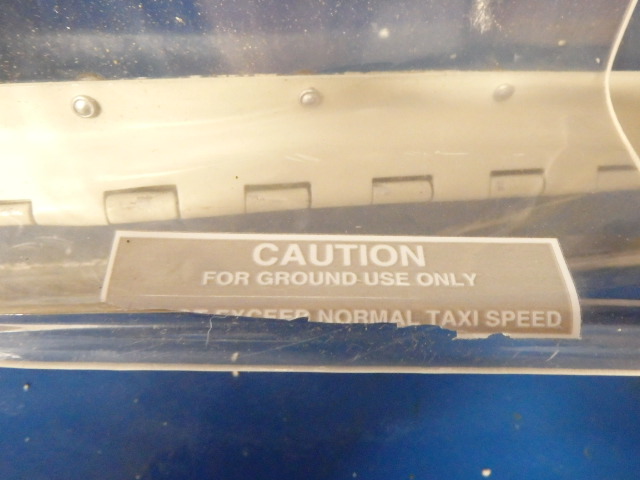 CAUTION
FOR GROUND USE ONLY
EXCEED NORMAL TAXI SPEED